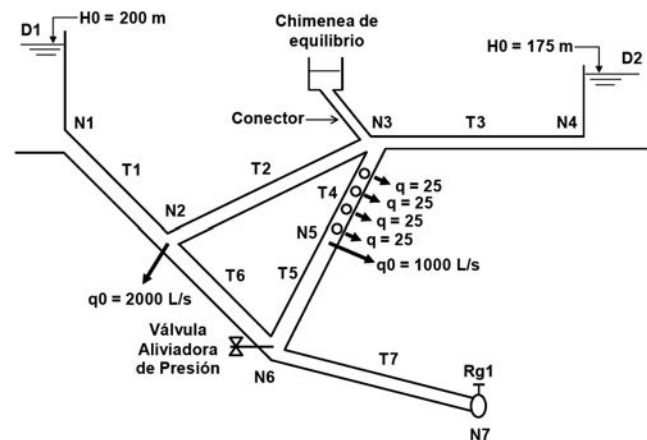 H0 = 200 m
D1
Chimenea de
equilibrio
H0 = 175 m
D2
N1
Conector
N3
T3
N4
T1
T2
T4
q = 25
q = 25
q = 25
q = 25
N2
N5
q0 = 1000 L/s
T6
T5
q0 = 2000 L/s
Válvula
Aliviadora
de Presión
N6
T7
Rg1
N7